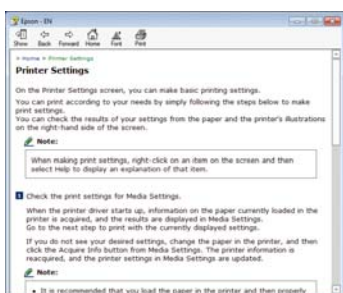 Epson - EN
Show Back Forward Home Font Print
> Home > Printer Settings
Printer Settings
On the Printer Settings screen, you can make basic printing settings.
You can print according to your needs by simply following the steps below to make
print settings.
You can check the results of your settings from the paper and the printer's illustrations
on the right-hand side of the screen.
Note:
When making print settings, right-click on an item on the screen and then
select Help to display an explanation of that item.
1 Check the print settings for Media Settings.
When the printer driver starts up, information on the paper currently loaded in the
printer is acquired, and the results are displayed in Media Settings.
Go to the next step to print with the currently displayed settings.
If you do not see your desired settings, change the paper in the printer, and then
click the Acquire Info button from Media Settings. The printer information is
reacquired, and the printer settings in Media Settings are updated.
Note:
• It is recommended that you load the paper in the printer and then properly